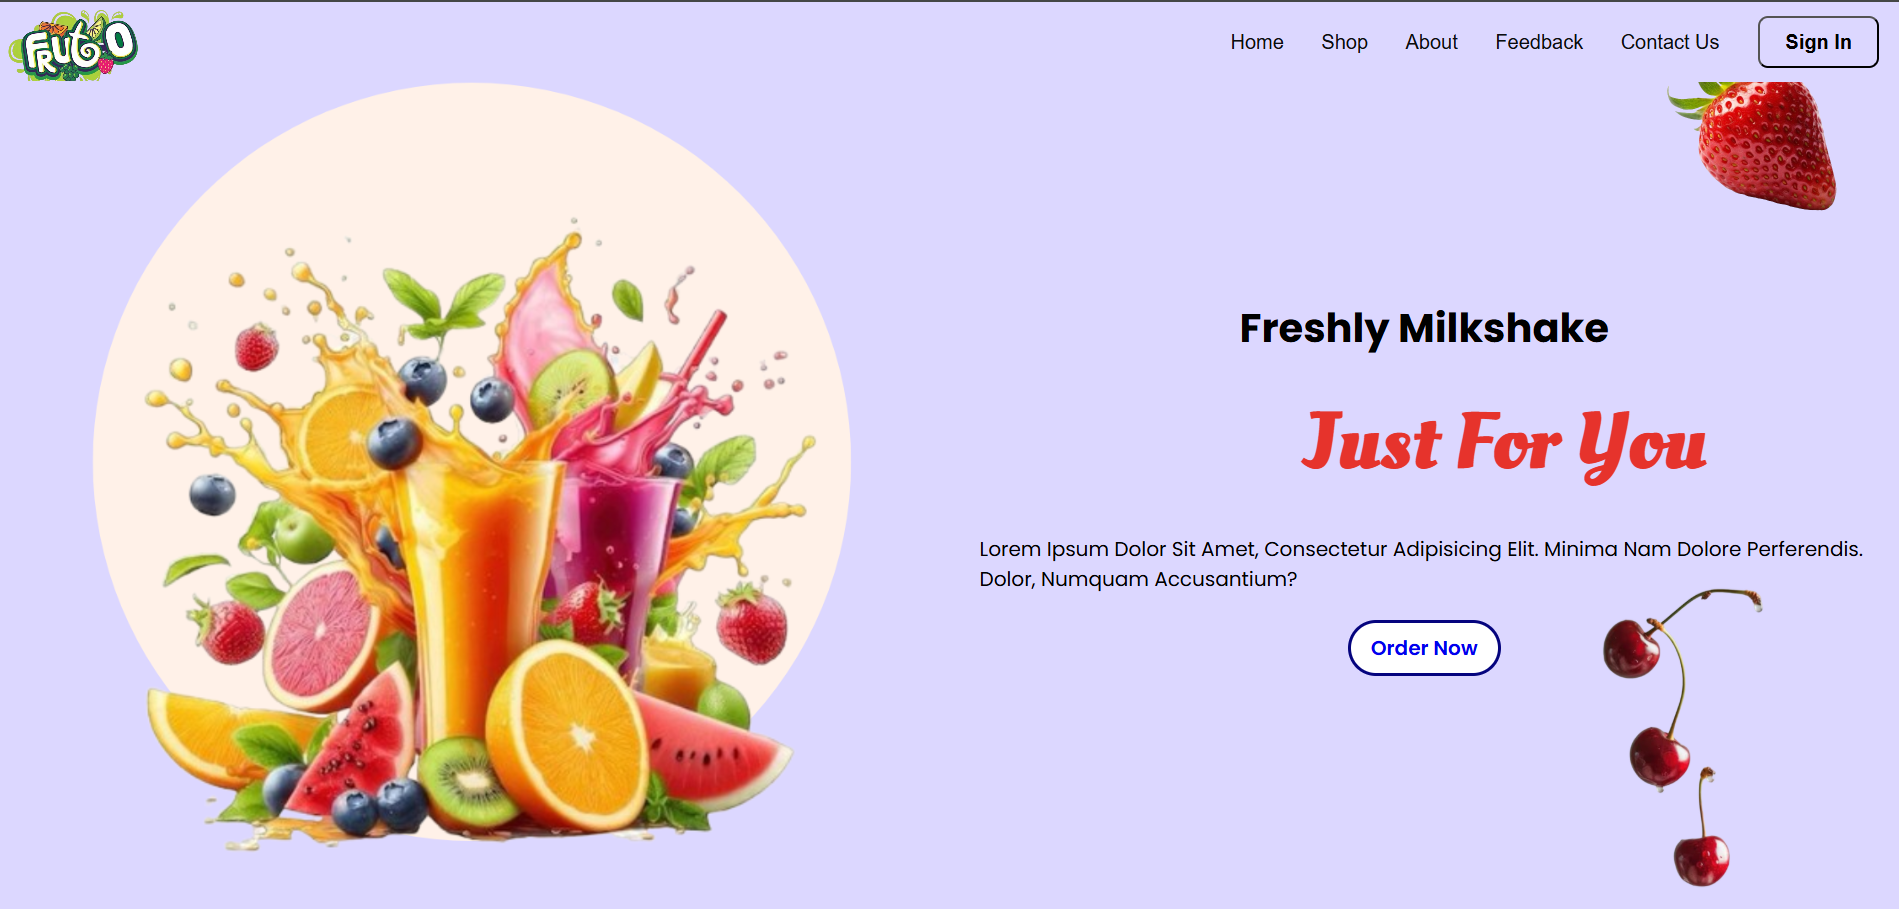 FRUTO
Home
Shop
About
Feedback
Contact Us
Sign In
Freshly Milkshake
Just For You
Lorem Ipsum Dolor Sit Amet, Consectetur Adipisicing Elit. Minima Nam Dolore Perferendis.
Dolor, Numquam Accusantium?
Order Now